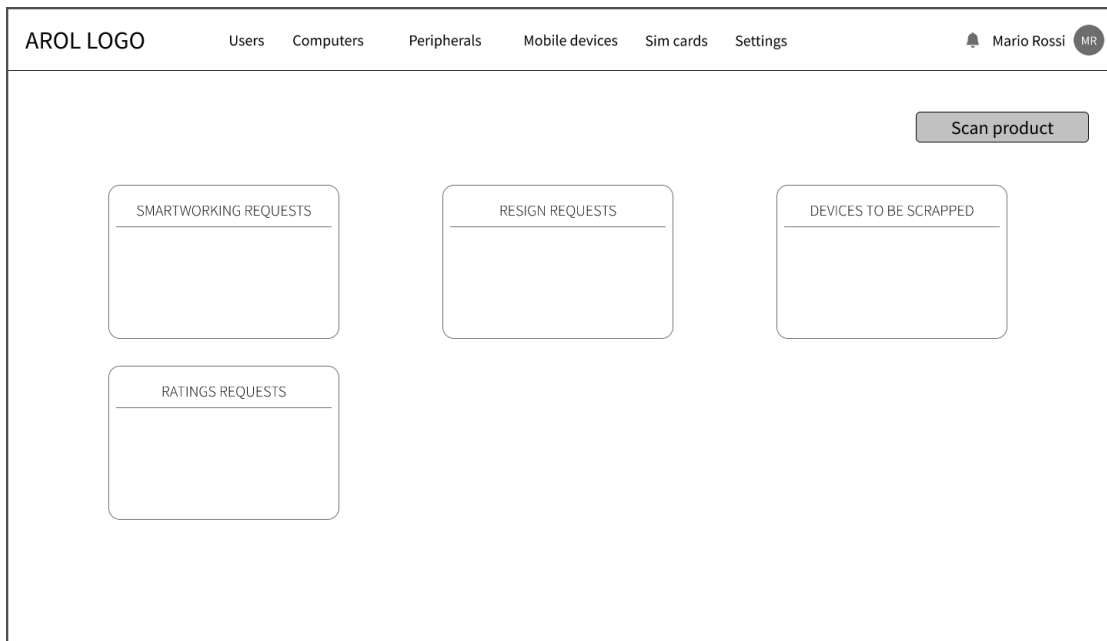 AROL LOGO Users Computers Peripherals Mobile devices Sim cards Settings Mario Rossi MR
Scan product
SMARTWORKING REQUESTS RESIGN REQUESTS DEVICES TO BE SCRAPPED
RATINGS REQUESTS